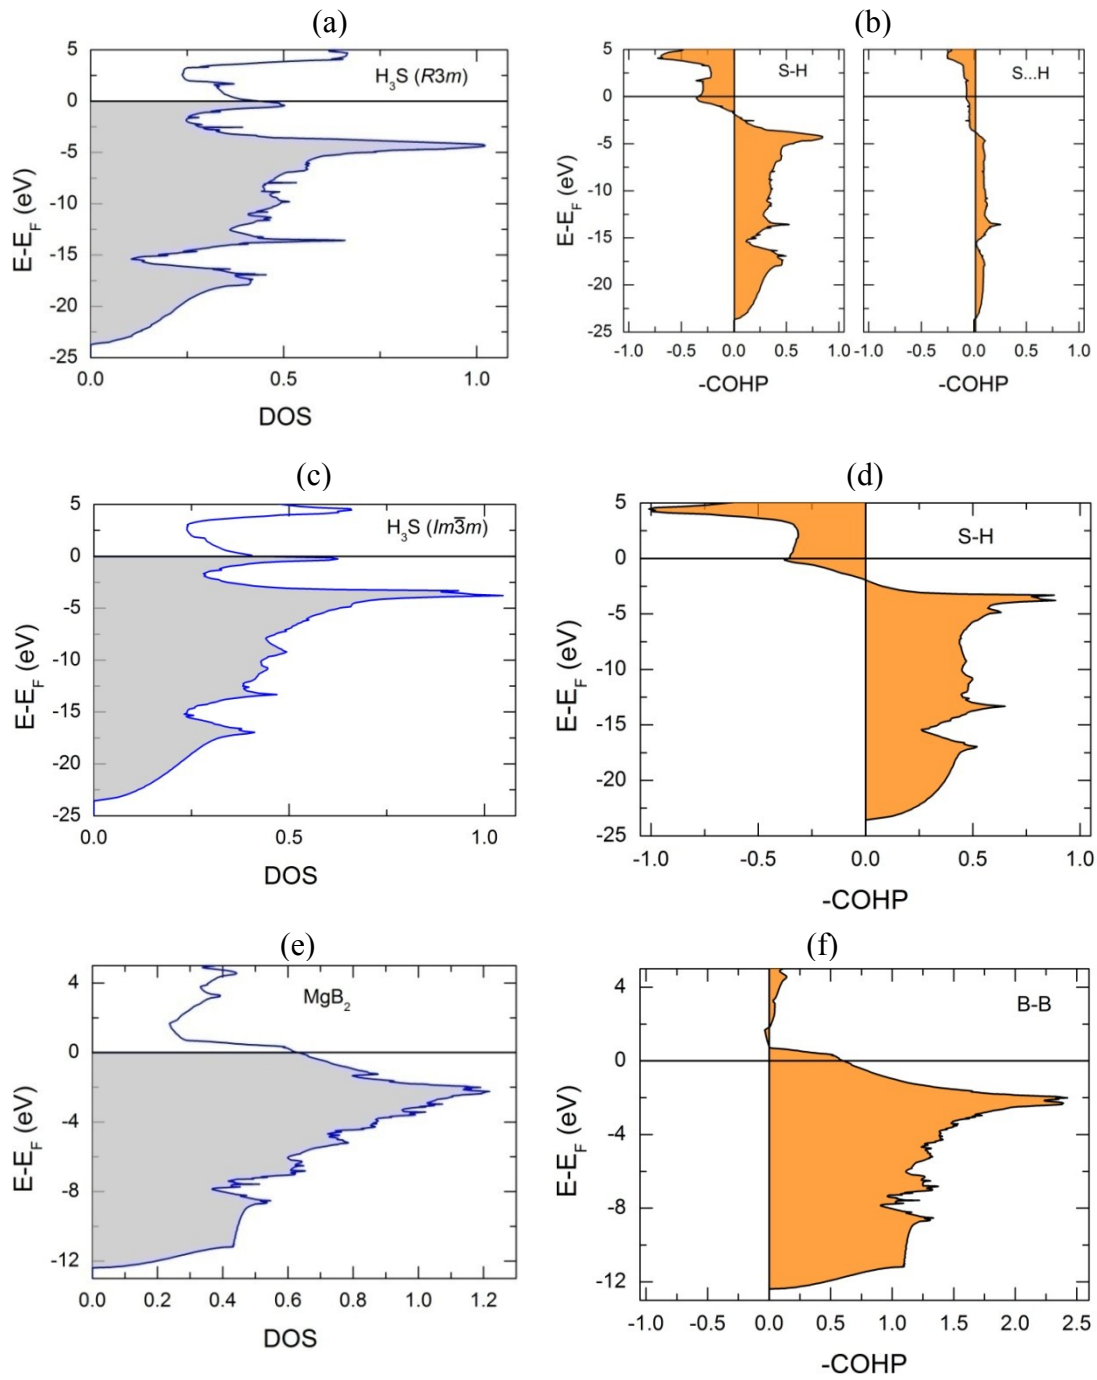 (a)
(b)
5
0
-5
-10
-15
-20
-25
H3S (R3m)
E-EF (eV)
0.0 0.5 1.0
DOS
5
0
-5
-10
-15
-20
-25
S-H
S...H
E-EF (eV)
-1.0 -0.5 0.0 0.5 1.0 -1.0 -0.5 0.0 0.5 1.0
-COHP -COHP
(c)
(d)
5
0
-5
-10
-15
-20
-25
H3S (Im3̅m)
E-EF (eV)
0.0 0.5 1.0
DOS
5
0
-5
-10
-15
-20
-25
S-H
E-EF (eV)
-1.0 -0.5 0.0 0.5 1.0
-COHP
(e)
(f)
4
0
-4
-8
-12
MgB2
E-EF (eV)
0.0 0.2 0.4 0.6 0.8 1.0 1.2
DOS
4
0
-4
-8
-12
B-B
E-EF (eV)
-1.0 -0.5 0.0 0.5 1.0 1.5 2.0 2.5
-COHP